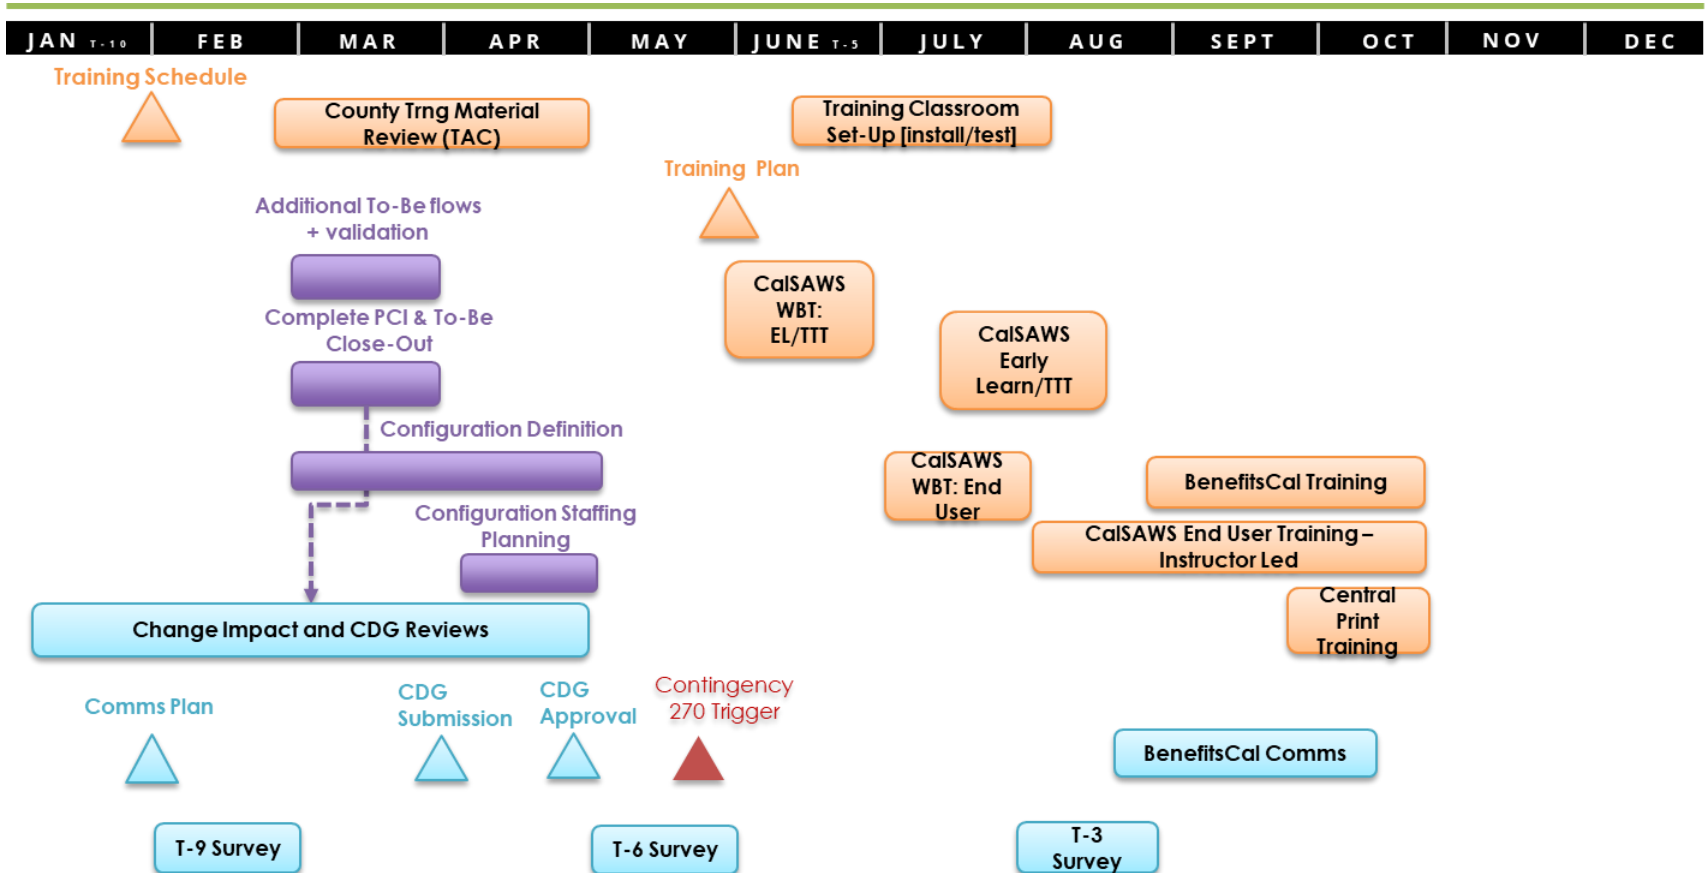 JAN T-10 FEB MAR APR MAY JUNE T-5 JULY AUG SEPT OCT NOV DEC
Training Schedule
County Trng Material
Review (TAC)
Training Classroom
Set-Up [install/test]
Training Plan
Additional To-Be flows
+ validation
CalSAWS
WBT:
EL/TTT
Complete PCI & To-Be
Close-Out
CalSAWS
Early
Learn/TTT
Configuration Definition
CalSAWS
WBT: End
User
BenefitsCal Training
Configuration Staffing
Planning
CalSAWS End User Training –
Instructor Led
Central
Print
Training
Change Impact and CDG Reviews
Comms Plan
CDG
Submission
CDG
Approval
Contingency
270 Trigger
BenefitsCal Comms
T-9 Survey
T-6 Survey
T-3
Survey